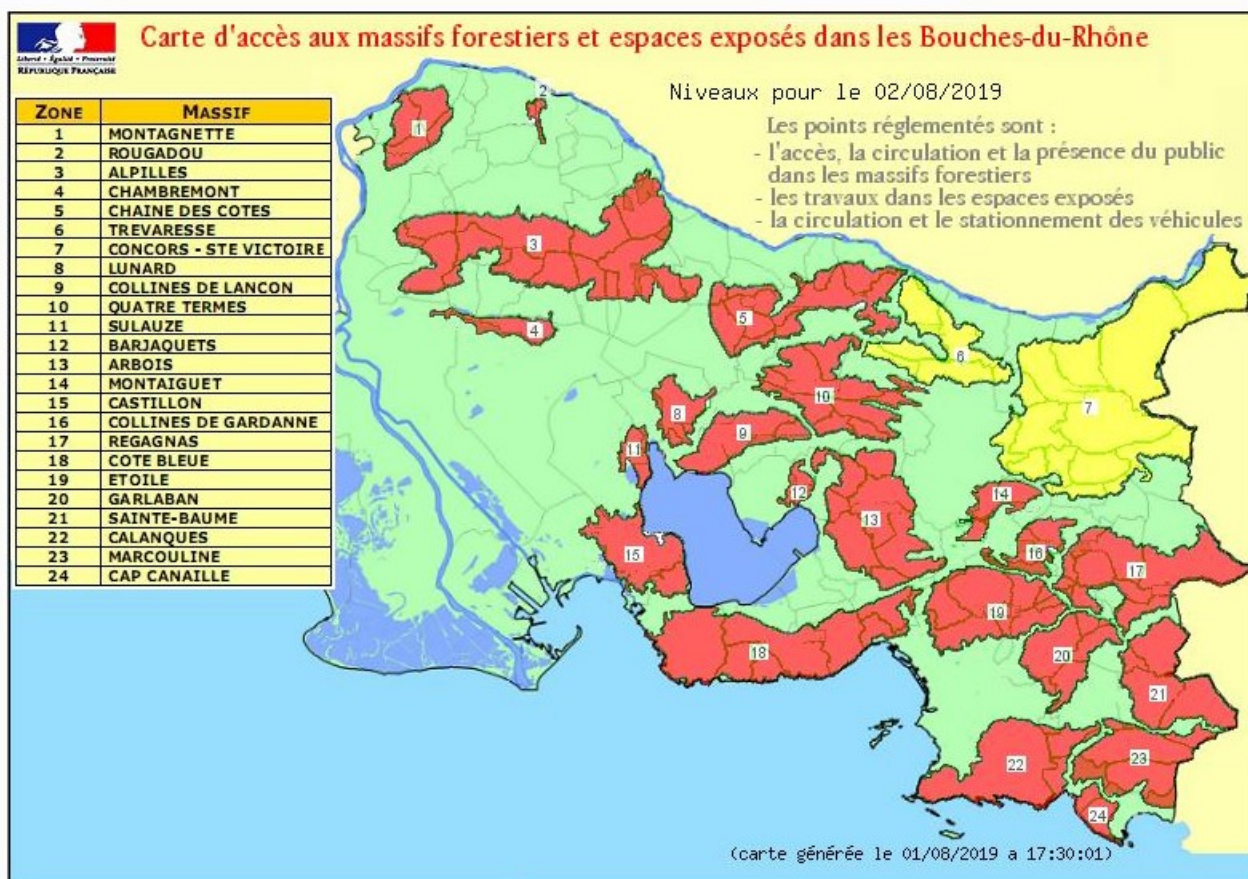 Carte d'accès aux massifs forestiers et espaces exposés dans les Bouches-du-Rhône
Liberté • Égalité • Fraternité
RÉPUBLIQUE FRANÇAISE
Niveaux pour le 02/08/2019
Les points réglementés sont :
- l'accès, la circulation et la présence du public
dans les massifs forestiers
- les travaux dans les espaces exposés
- la circulation et le stationnement des véhicules
ZONE MASSIF
1 MONTAGNETTE
2 ROUGADOU
3 ALPILLES
4 CHAMBREMONT
5 CHAINE DES COTES
6 TREVARESSE
7 CONCORS - STE VICTOIRE
8 LUNARD
9 COLLINES DE LANCON
10 QUATRE TERMES
11 SULAUZE
12 BARJAQUETS
13 ARBOIS
14 MONTAIGUET
15 CASTILLON
16 COLLINES DE GARDANNE
17 REGAGNAS
18 COTE BLEUE
19 ETOILE
20 GARLABAN
21 SAINTE-BAUME
22 CALANQUES
23 MARCOULINE
24 CAP CANAILLE
2
1
3
4
5
6
7
10
8
9
11
12
13
14
15
16
17
19
18
20
21
22
23
24
(carte générée le 01/08/2019 a 17:30:01)